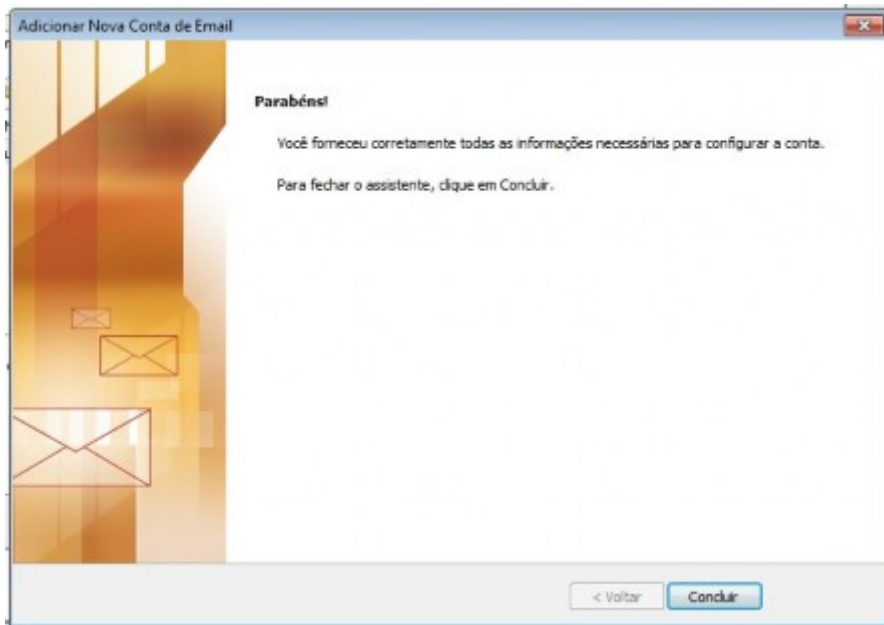 Adicionar Nova Conta de Email
Parabéns!
Você forneceu corretamente todas as informações necessárias para configurar a conta.
Para fechar o assistente, clique em Concluir.
< Voltar
Concluir